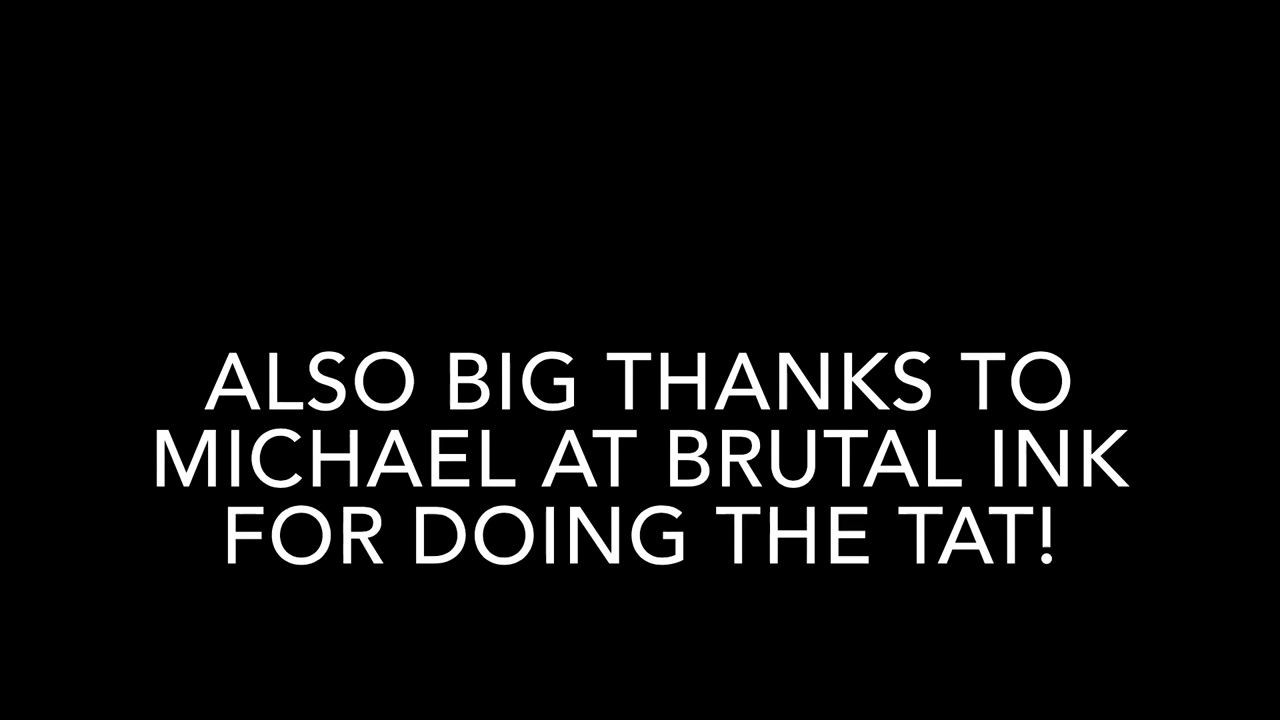 ALSO BIG THANKS TO
MICHAEL AT BRUTAL INK
FOR DOING THE TAT!